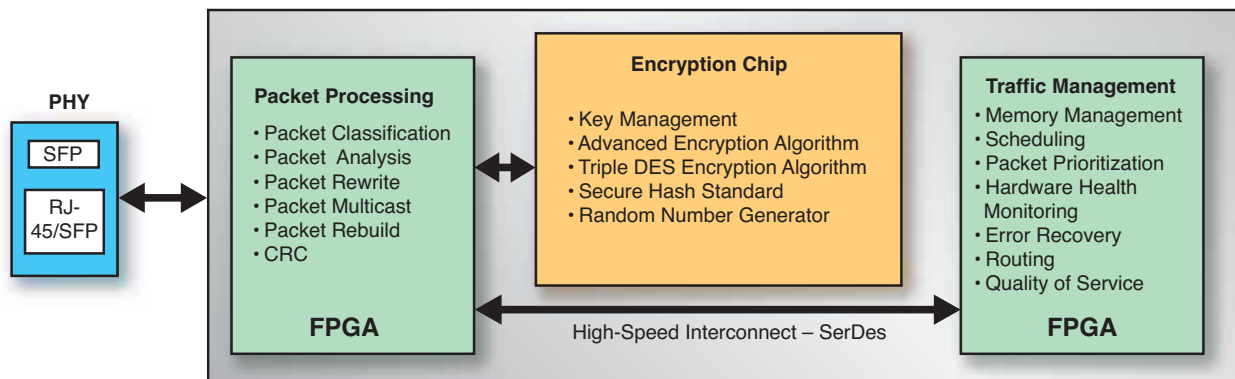 PHY
SFP
RJ-
45/SFP
Packet Processing
• Packet Classification
• Packet Analysis
• Packet Rewrite
• Packet Multicast
• Packet Rebuild
• CRC
FPGA
Encryption Chip
• Key Management
• Advanced Encryption Algorithm
• Triple DES Encryption Algorithm
• Secure Hash Standard
• Random Number Generator
High-Speed Interconnect – SerDes
Traffic Management
• Memory Management
• Scheduling
• Packet Prioritization
• Hardware Health
Monitoring
• Error Recovery
• Routing
• Quality of Service
FPGA